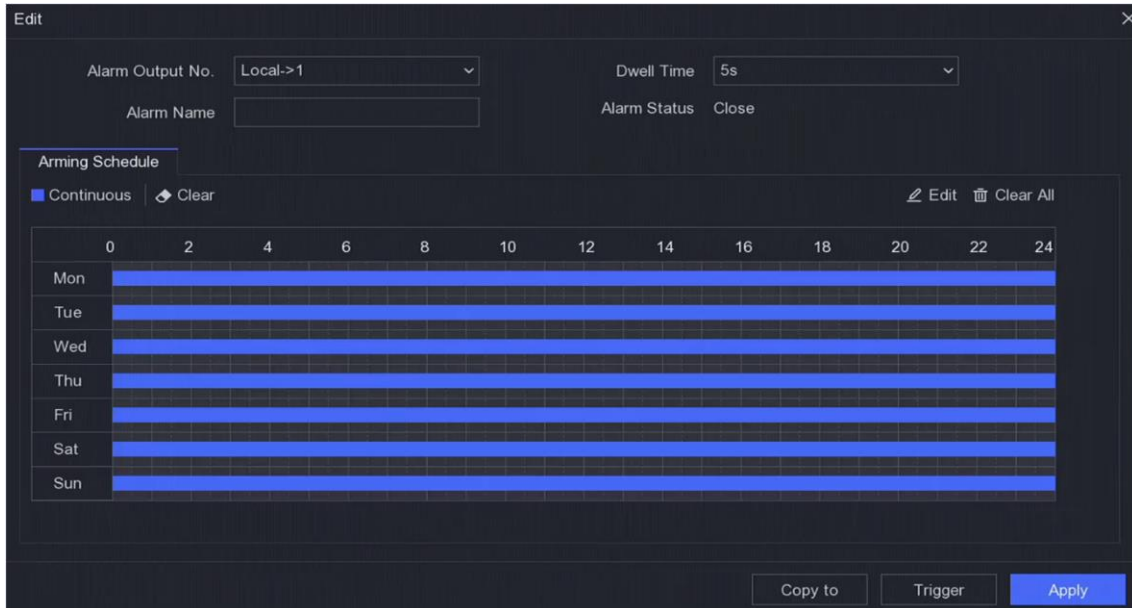 Edit
Alarm Output No. Local->1 Dwell Time 5s
Alarm Name Alarm Status Close
Arming Schedule
Continuous Clear Edit Clear All
0 2 4 6 8 10 12 14 16 18 20 22 24
Mon
Tue
Wed
Thu
Fri
Sat
Sun
Copy to Trigger Apply